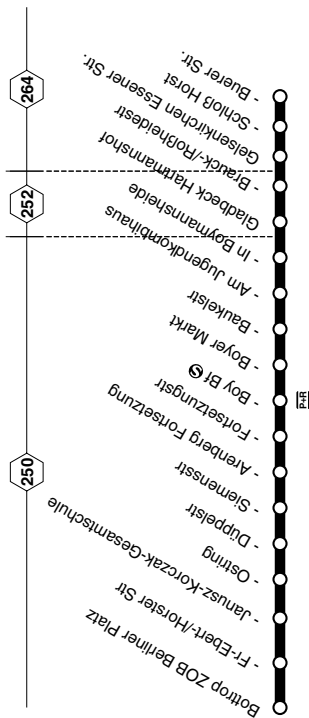 264
252
250
Bottrop ZOB Berliner Platz
- Fr-Ebert-/Horster Str
- Janusz-Korczak-Gesamtschule
- Ostring
- Düppelstr
- Siemensstr
Arenberg Fortsetzung
- Fortsetzungstr
- Boy Bf S
- Boyer Markt
- Baukelstr
- Am Jugendkombihaus
- In Boymannsheide
Gladbeck Hartmannshof
- Brauck-/Roßheidestr
Gelsenkirchen Essener Str.
- Schloß Horst
- Buerer Str.
P+R